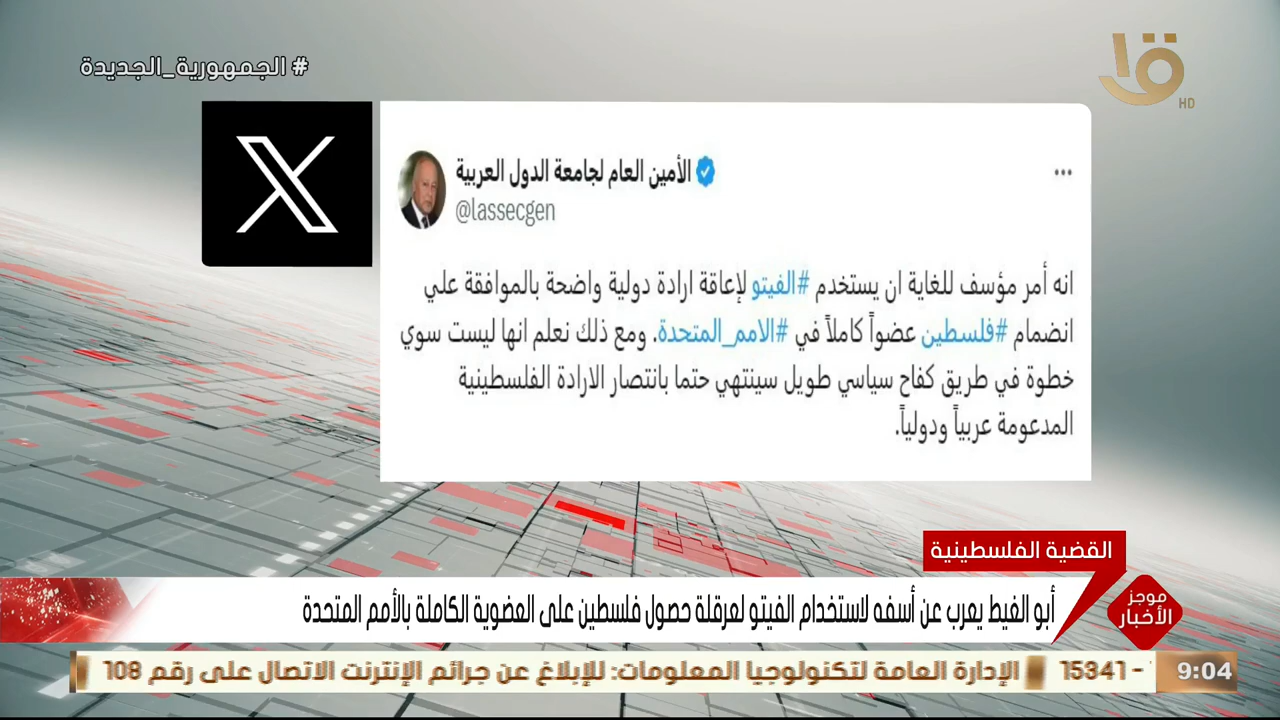 # الجمهورية_الجديدة
HD
الأمين العام لجامعة الدول العربية
@lassecgen
انه أمر مؤسف للغاية ان يستخدم #الفيتو لإعاقة ارادة دولية واضحة بالموافقة علي
انضمام #فلسطين عضواً كاملاً في #الامم_المتحدة. ومع ذلك نعلم انها ليست سوي
خطوة في طريق كفاح سياسي طويل سينتهي حتما بانتصار الارادة الفلسطينية
المدعومة عربياً ودولياً.
القضية الفلسطينية
موجز
الأخبار
أبو الغيط يعرب عن أسفه لاستخدام الفيتو لعرقلة حصول فلسطين على العضوية الكاملة بالأمم المتحدة
9:04
15341 -
الإدارة العامة لتكنولوجيا المعلومات: للإبلاغ عن جرائم الإنترنت الاتصال على رقم 108